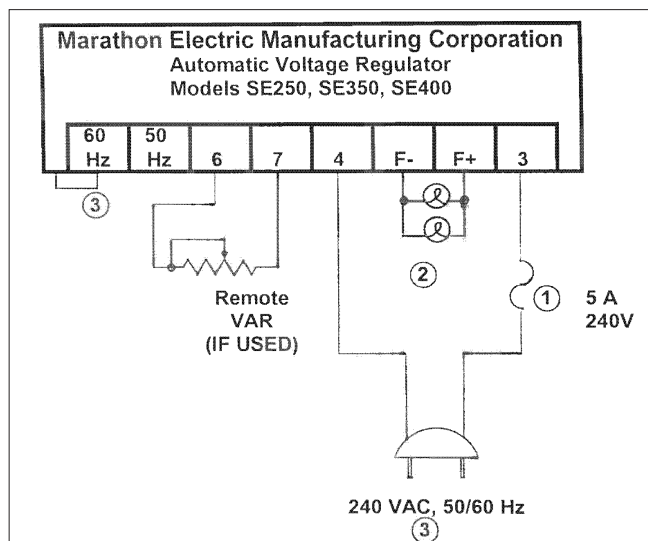 Marathon Electric Manufacturing Corporation
Automatic Voltage Regulator
Models SE250, SE350, SE400
60 Hz
50 Hz
6
7
4
F-
F+
3
3
2
1
5 A
240V
Remote
VAR
(IF USED)
240 VAC, 50/60 Hz
3